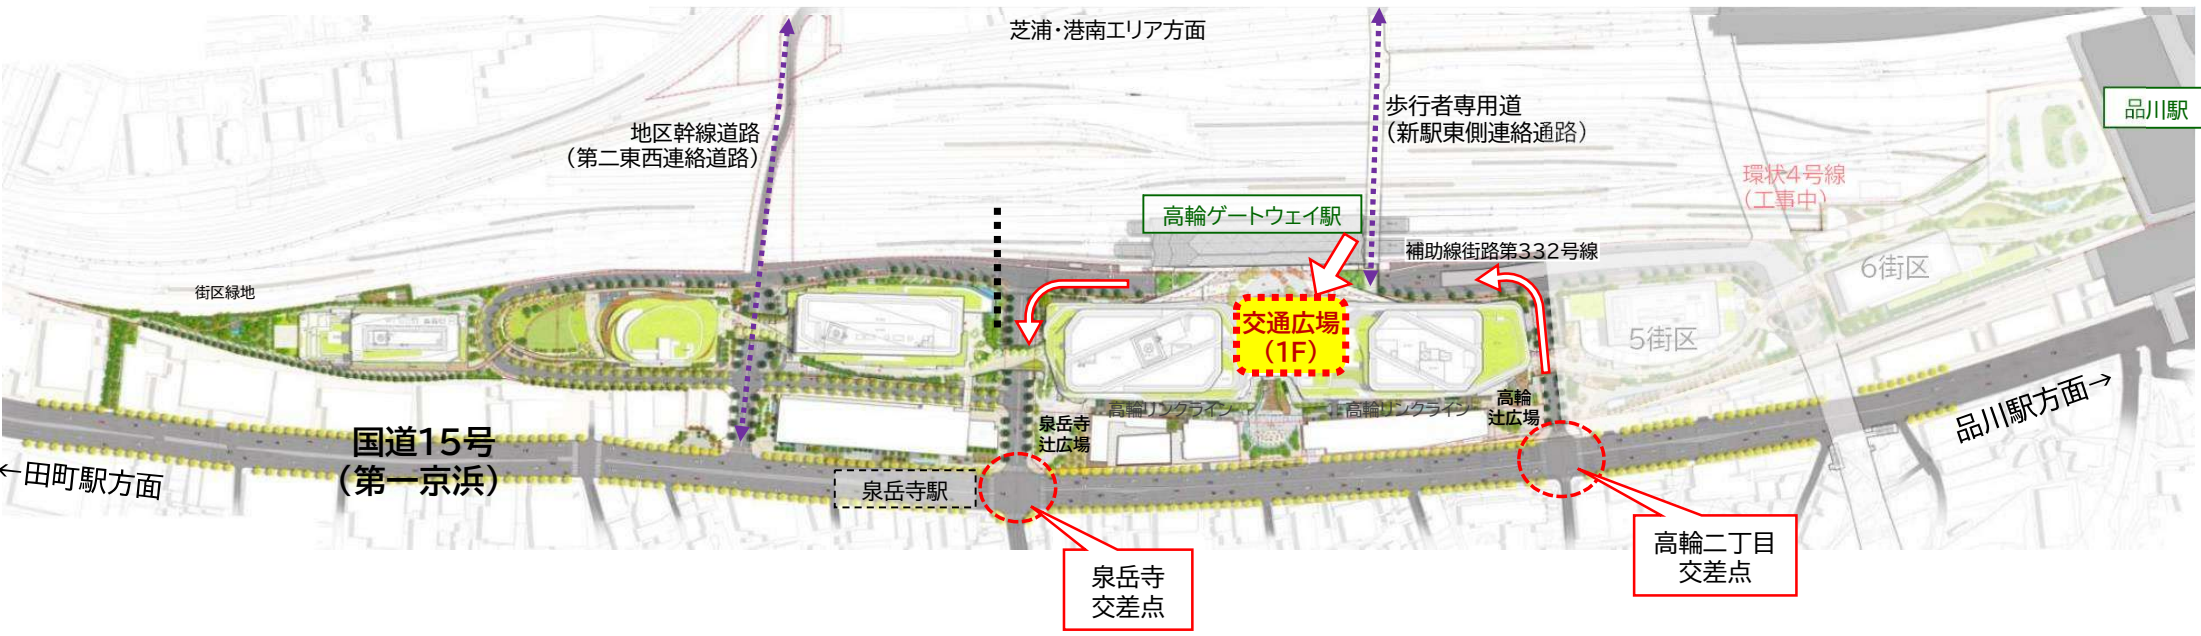 芝浦・港南エリア方面
品川駅
歩行者専用道
（新駅東側連絡通路）
地区幹線道路
（第二東西連絡道路）
環状4号線
（工事中）
高輪ゲートウェイ駅
補助線街路第332号線
6街区
街区緑地
交通広場
（1F）
5街区
高輪リンクライン
高輪リンクライン
高輪
辻広場
泉岳寺
辻広場
品川駅方面→
国道15号
（第一京浜）
←田町駅方面
泉岳寺駅
高輪二丁目
交差点
泉岳寺
交差点